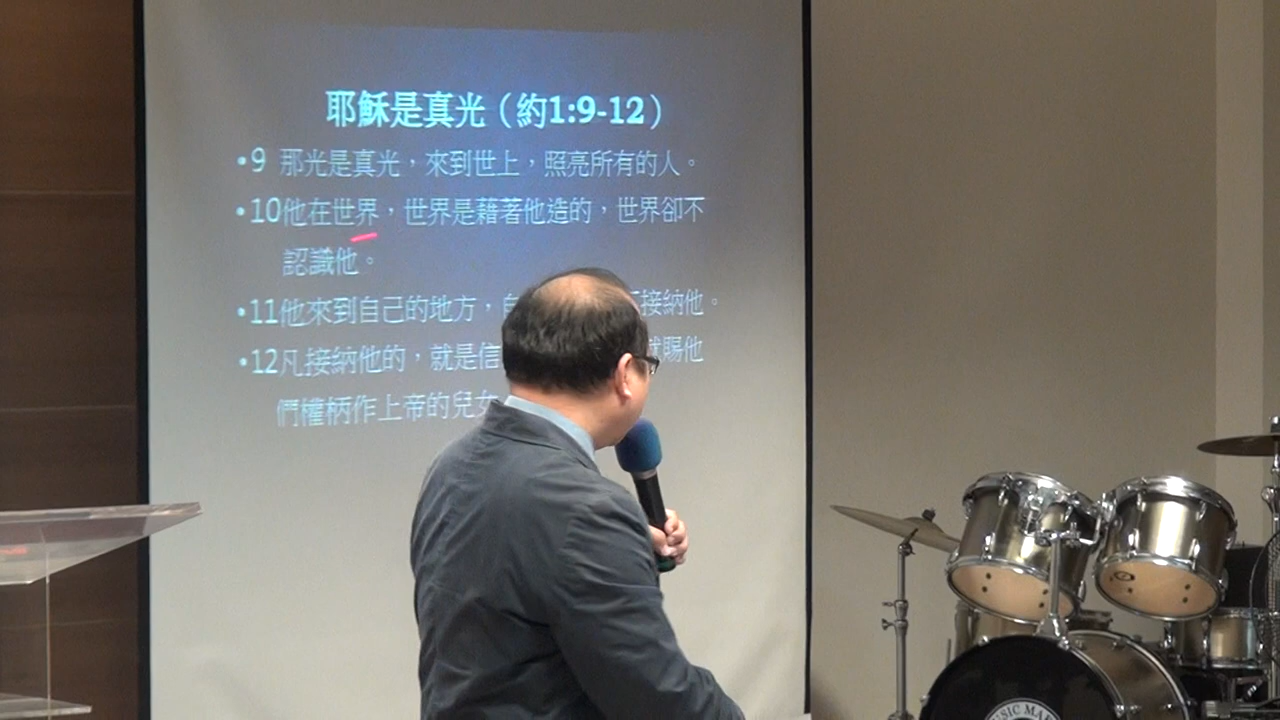 耶穌是真光（約1:9-12）
•9 那光是真光，來到世上，照亮所有的人。
•10他在世界，世界是藉著他造的，世界卻不
認識他。
•11他來到自己的地方，自 接納他。
•12凡接納他的，就是信 就賜他
們權柄作上帝的兒女